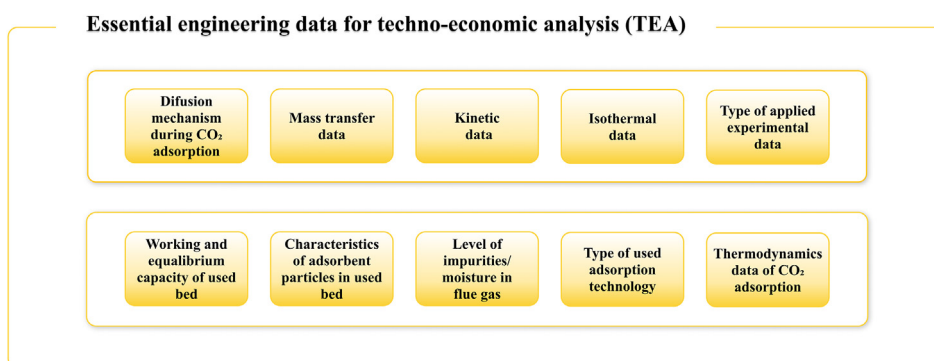 Essential engineering data for techno-economic analysis (TEA)
Difusion
mechanism
during CO₂
adsorption
Mass transfer
data
Kinetic
data
Isothermal
data
Type of applied
experimental
data
Working and
equalibrium
capacity of used
bed
Characteristics
of adsorbent
particles in used
bed
Level of
impurities/
moisture in
flue gas
Type of used
adsorption
technology
Thermodynamics
data of CO₂
adsorption